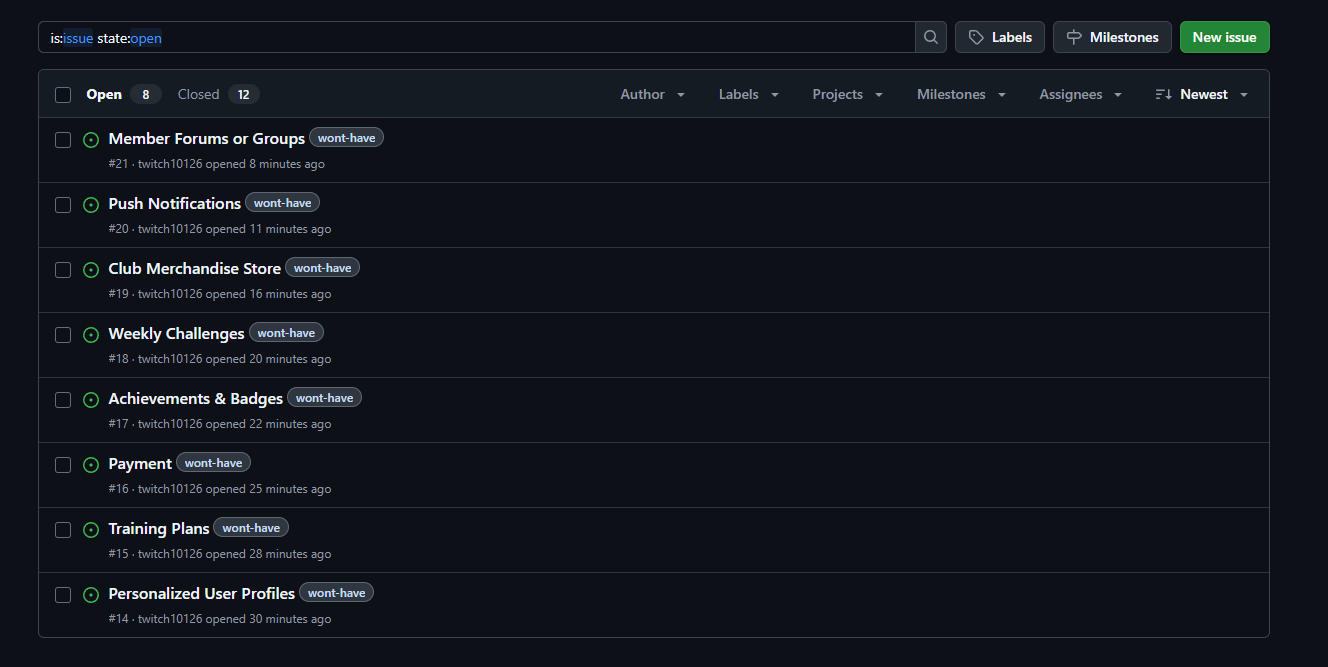 is:issue state:open Labels Milestones New issue
Open 8 Closed 12 Author Labels Projects Milestones Assignees Newest
Member Forums or Groups wont-have
#21 · twitch10126 opened 8 minutes ago
Push Notifications wont-have
#20 · twitch10126 opened 11 minutes ago
Club Merchandise Store wont-have
#19 · twitch10126 opened 16 minutes ago
Weekly Challenges wont-have
#18 · twitch10126 opened 20 minutes ago
Achievements & Badges wont-have
#17 · twitch10126 opened 22 minutes ago
Payment wont-have
#16 · twitch10126 opened 25 minutes ago
Training Plans wont-have
#15 · twitch10126 opened 28 minutes ago
Personalized User Profiles wont-have
#14 · twitch10126 opened 30 minutes ago